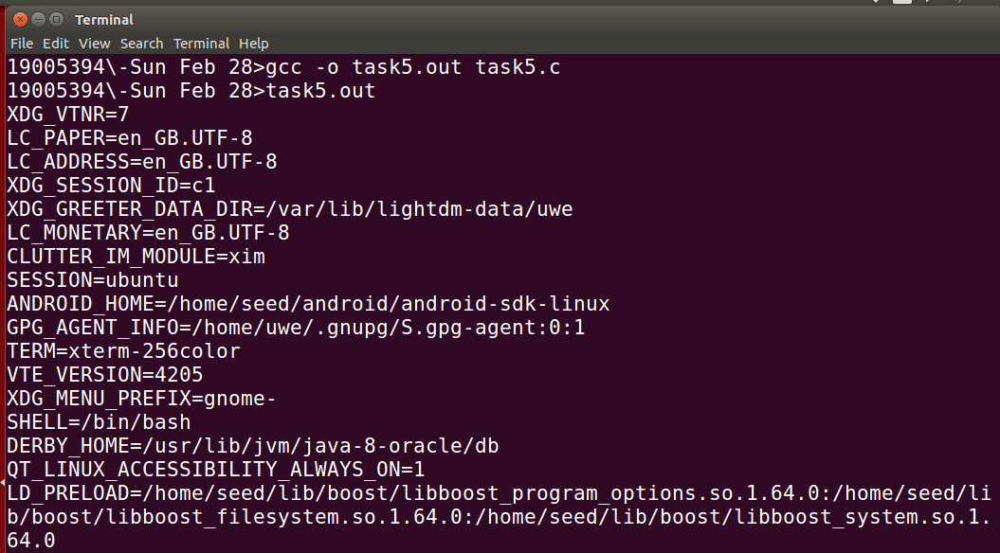 Terminal
File Edit View Search Terminal Help
19005394\-Sun Feb 28>gcc -o task5.out task5.c
19005394\-Sun Feb 28>task5.out
XDG_VTNR=7
LC_PAPER=en_GB.UTF-8
LC_ADDRESS=en_GB.UTF-8
XDG_SESSION_ID=c1
XDG_GREETER_DATA_DIR=/var/lib/lightdm-data/uwe
LC_MONETARY=en_GB.UTF-8
CLUTTER_IM_MODULE=xim
SESSION=ubuntu
ANDROID_HOME=/home/seed/android/android-sdk-linux
GPG_AGENT_INFO=/home/uwe/.gnupg/S.gpg-agent:0:1
TERM=xterm-256color
VTE_VERSION=4205
XDG_MENU_PREFIX=gnome-
SHELL=/bin/bash
DERBY_HOME=/usr/lib/jvm/java-8-oracle/db
QT_LINUX_ACCESSIBILITY_ALWAYS_ON=1
LD_PRELOAD=/home/seed/lib/boost/libboost_program_options.so.1.64.0:/home/seed/li
b/boost/libboost_filesystem.so.1.64.0:/home/seed/lib/boost/libboost_system.so.1.
64.0